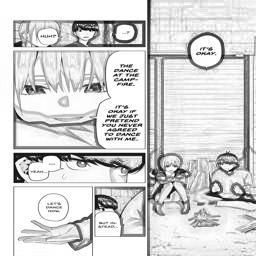 IT'S
OKAY.
...?
HUH?
THE
DANCE
AT THE
CAMP-
FIRE.
IT'S
OKAY IF
WE JUST
PRETEND
YOU NEVER
AGREED
TO DANCE
WITH ME.
...
YEAH...
BUT IN-
STEAD...
LET'S
DANCE
NOW.